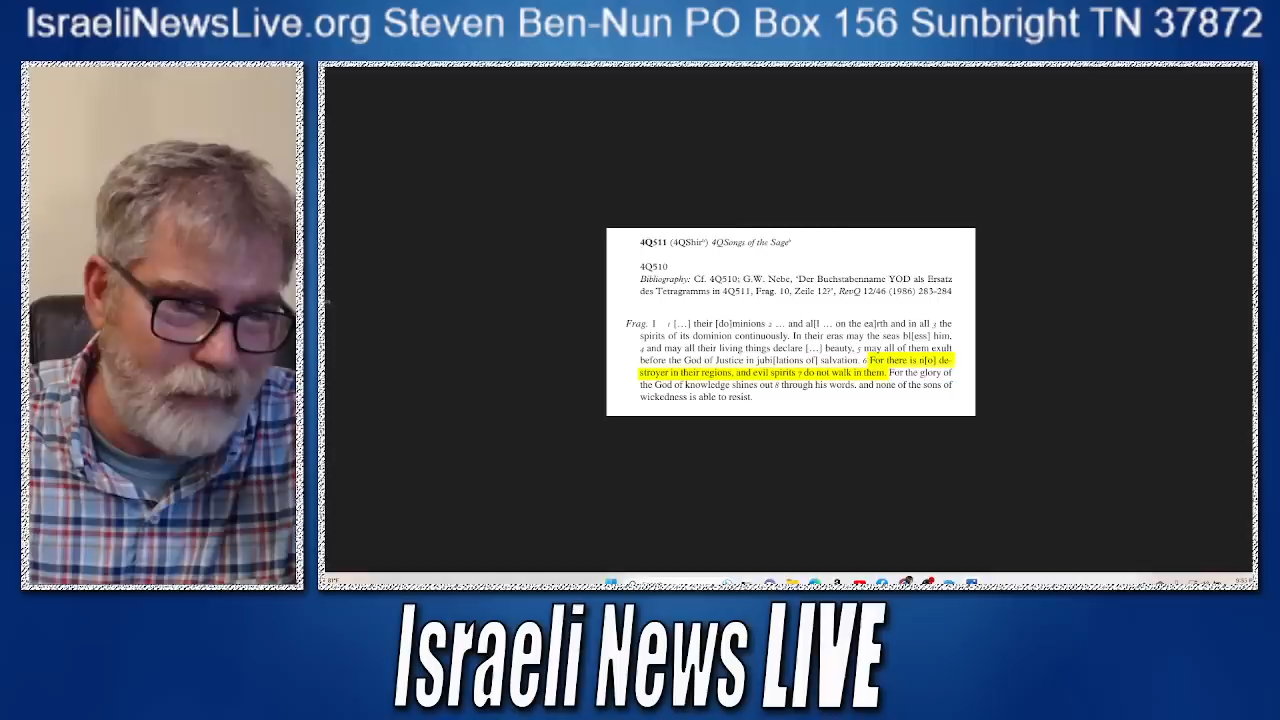 IsraeliNewsLive.org Steven Ben-Nun PO Box 156 Sunbright TN 37872
4Q511 (4QShirᵇ) 4QSongs of the Sageᵇ
4Q510
Bibliography: Cf. 4Q510; G.W. Nebe, ‘Der Buchstabenname YOD als Ersatz
des Tetragramms in 4Q511, Frag. 10, Zeile 12?’, RevQ 12/46 (1986) 283-284
Frag. 1 1 [...] their [do]minions 2 ... and al[l ... on the ea]rth and in all 3 the
spirits of its dominion continuously. In their eras may the seas bl[ess] him,
4 and may all their living things declare [...] beauty, 5 may all of them exult
before the God of Justice in jubi[lations of] salvation. 6 For there is n[o] de-
stroyer in their regions, and evil spirits 7 do not walk in them. For the glory of
the God of knowledge shines out 8 through his words, and none of the sons of
wickedness is able to resist.
Israeli News LIVE